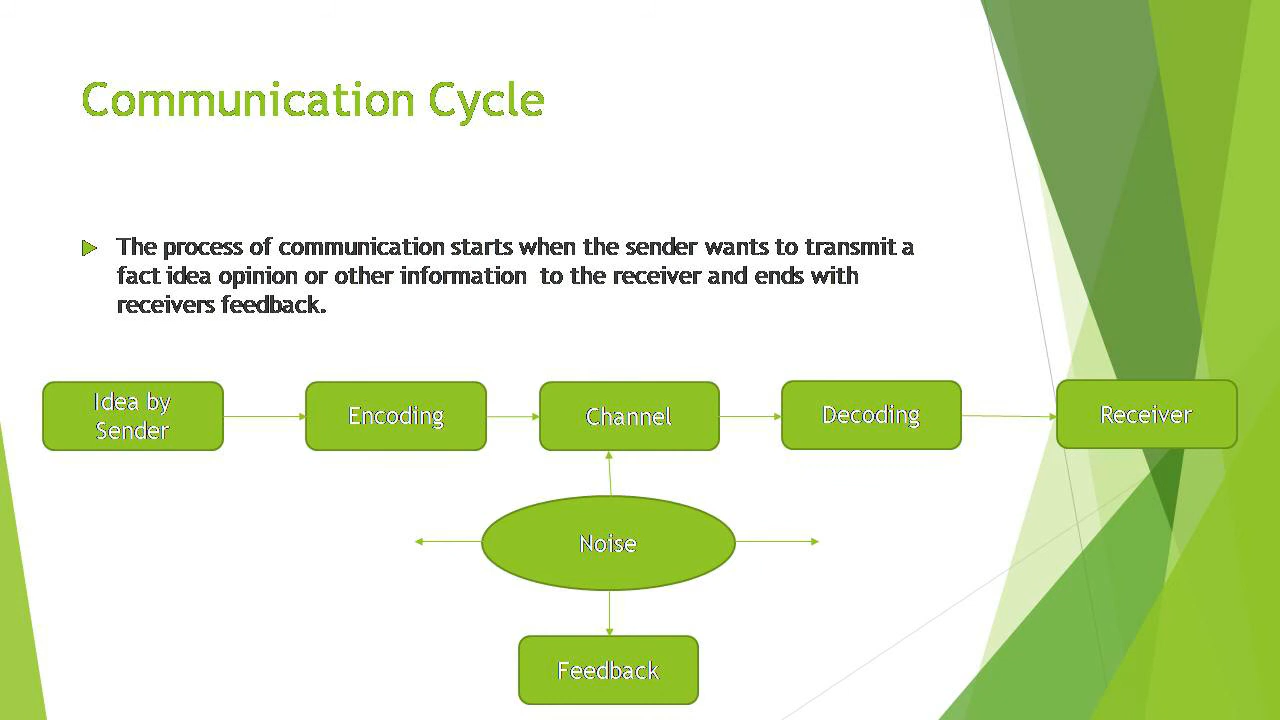 Communication Cycle
The process of communication starts when the sender wants to transmit a
fact idea opinion or other information  to the receiver and ends with
receivers feedback.
Idea by
Sender
Encoding
Channel
Decoding
Receiver
Noise
Feedback